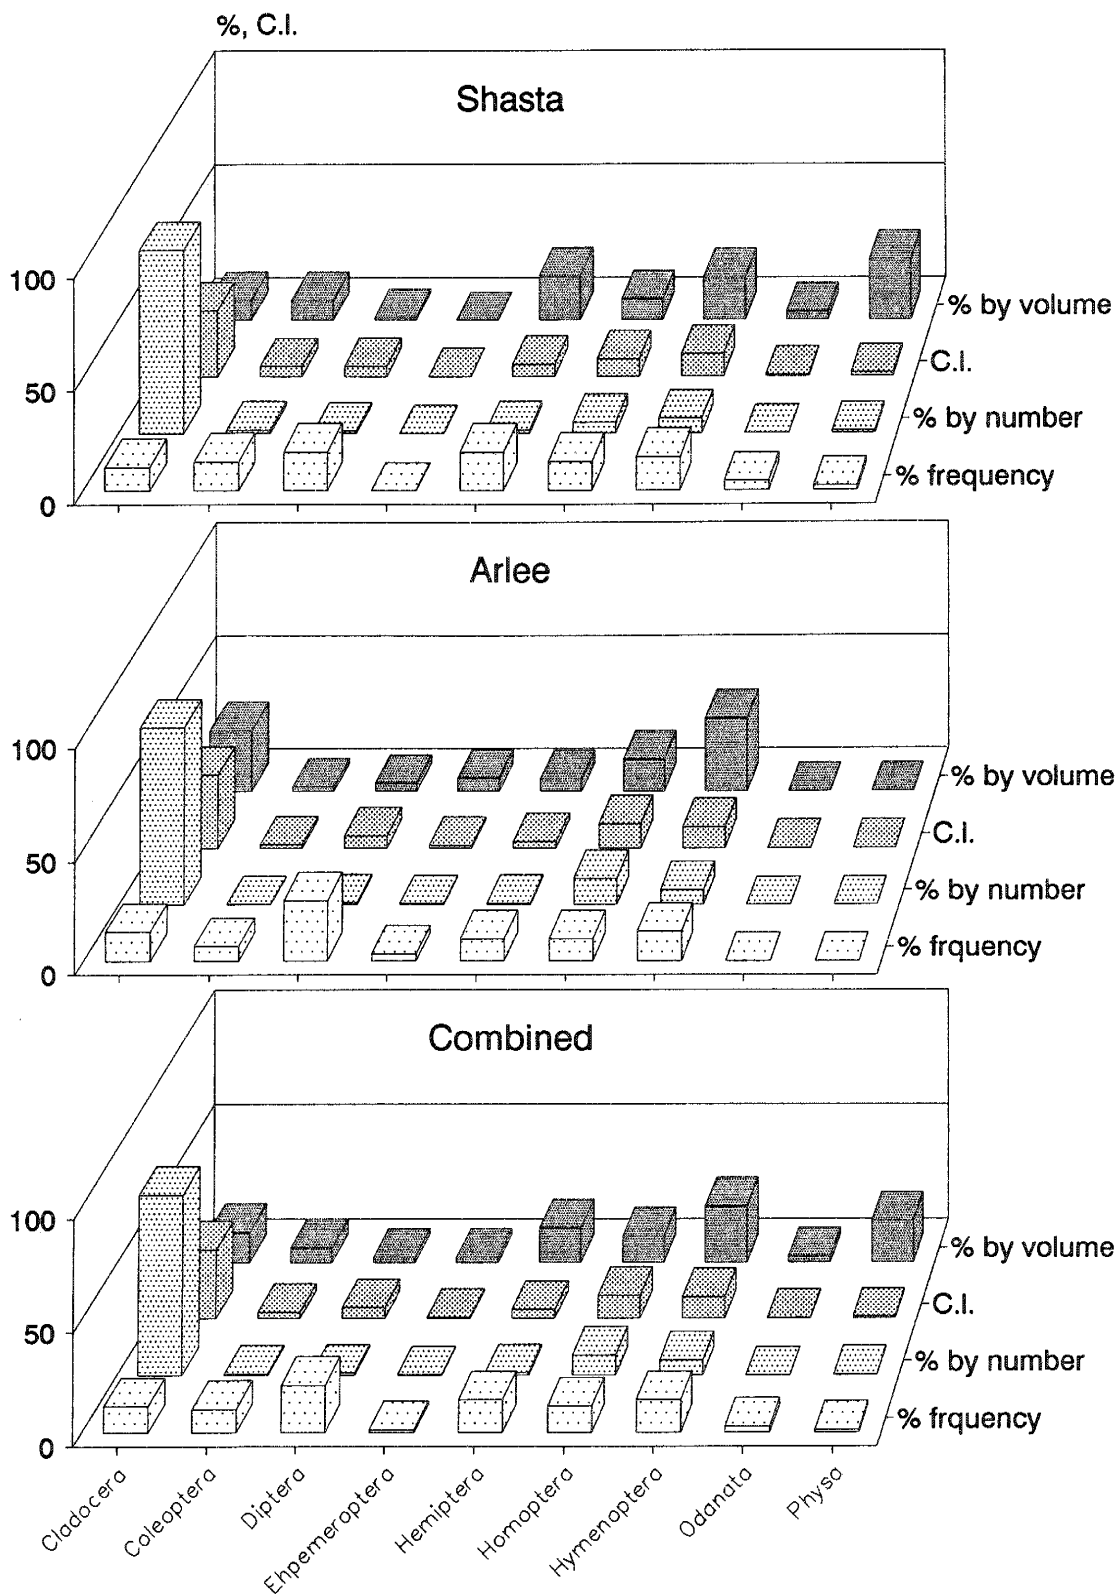 %, C.I.
Shasta
100
50
0
% by volume
C.I.
% by number
% frequency
Arlee
100
50
0
% by volume
C.I.
% by number
% frquency
Combined
100
50
0
% by volume
C.I.
% by number
% frquency
Cladocera
Coleoptera
Diptera
Ehpemeroptera
Hemiptera
Homoptera
Hymenoptera
Odanata
Physa